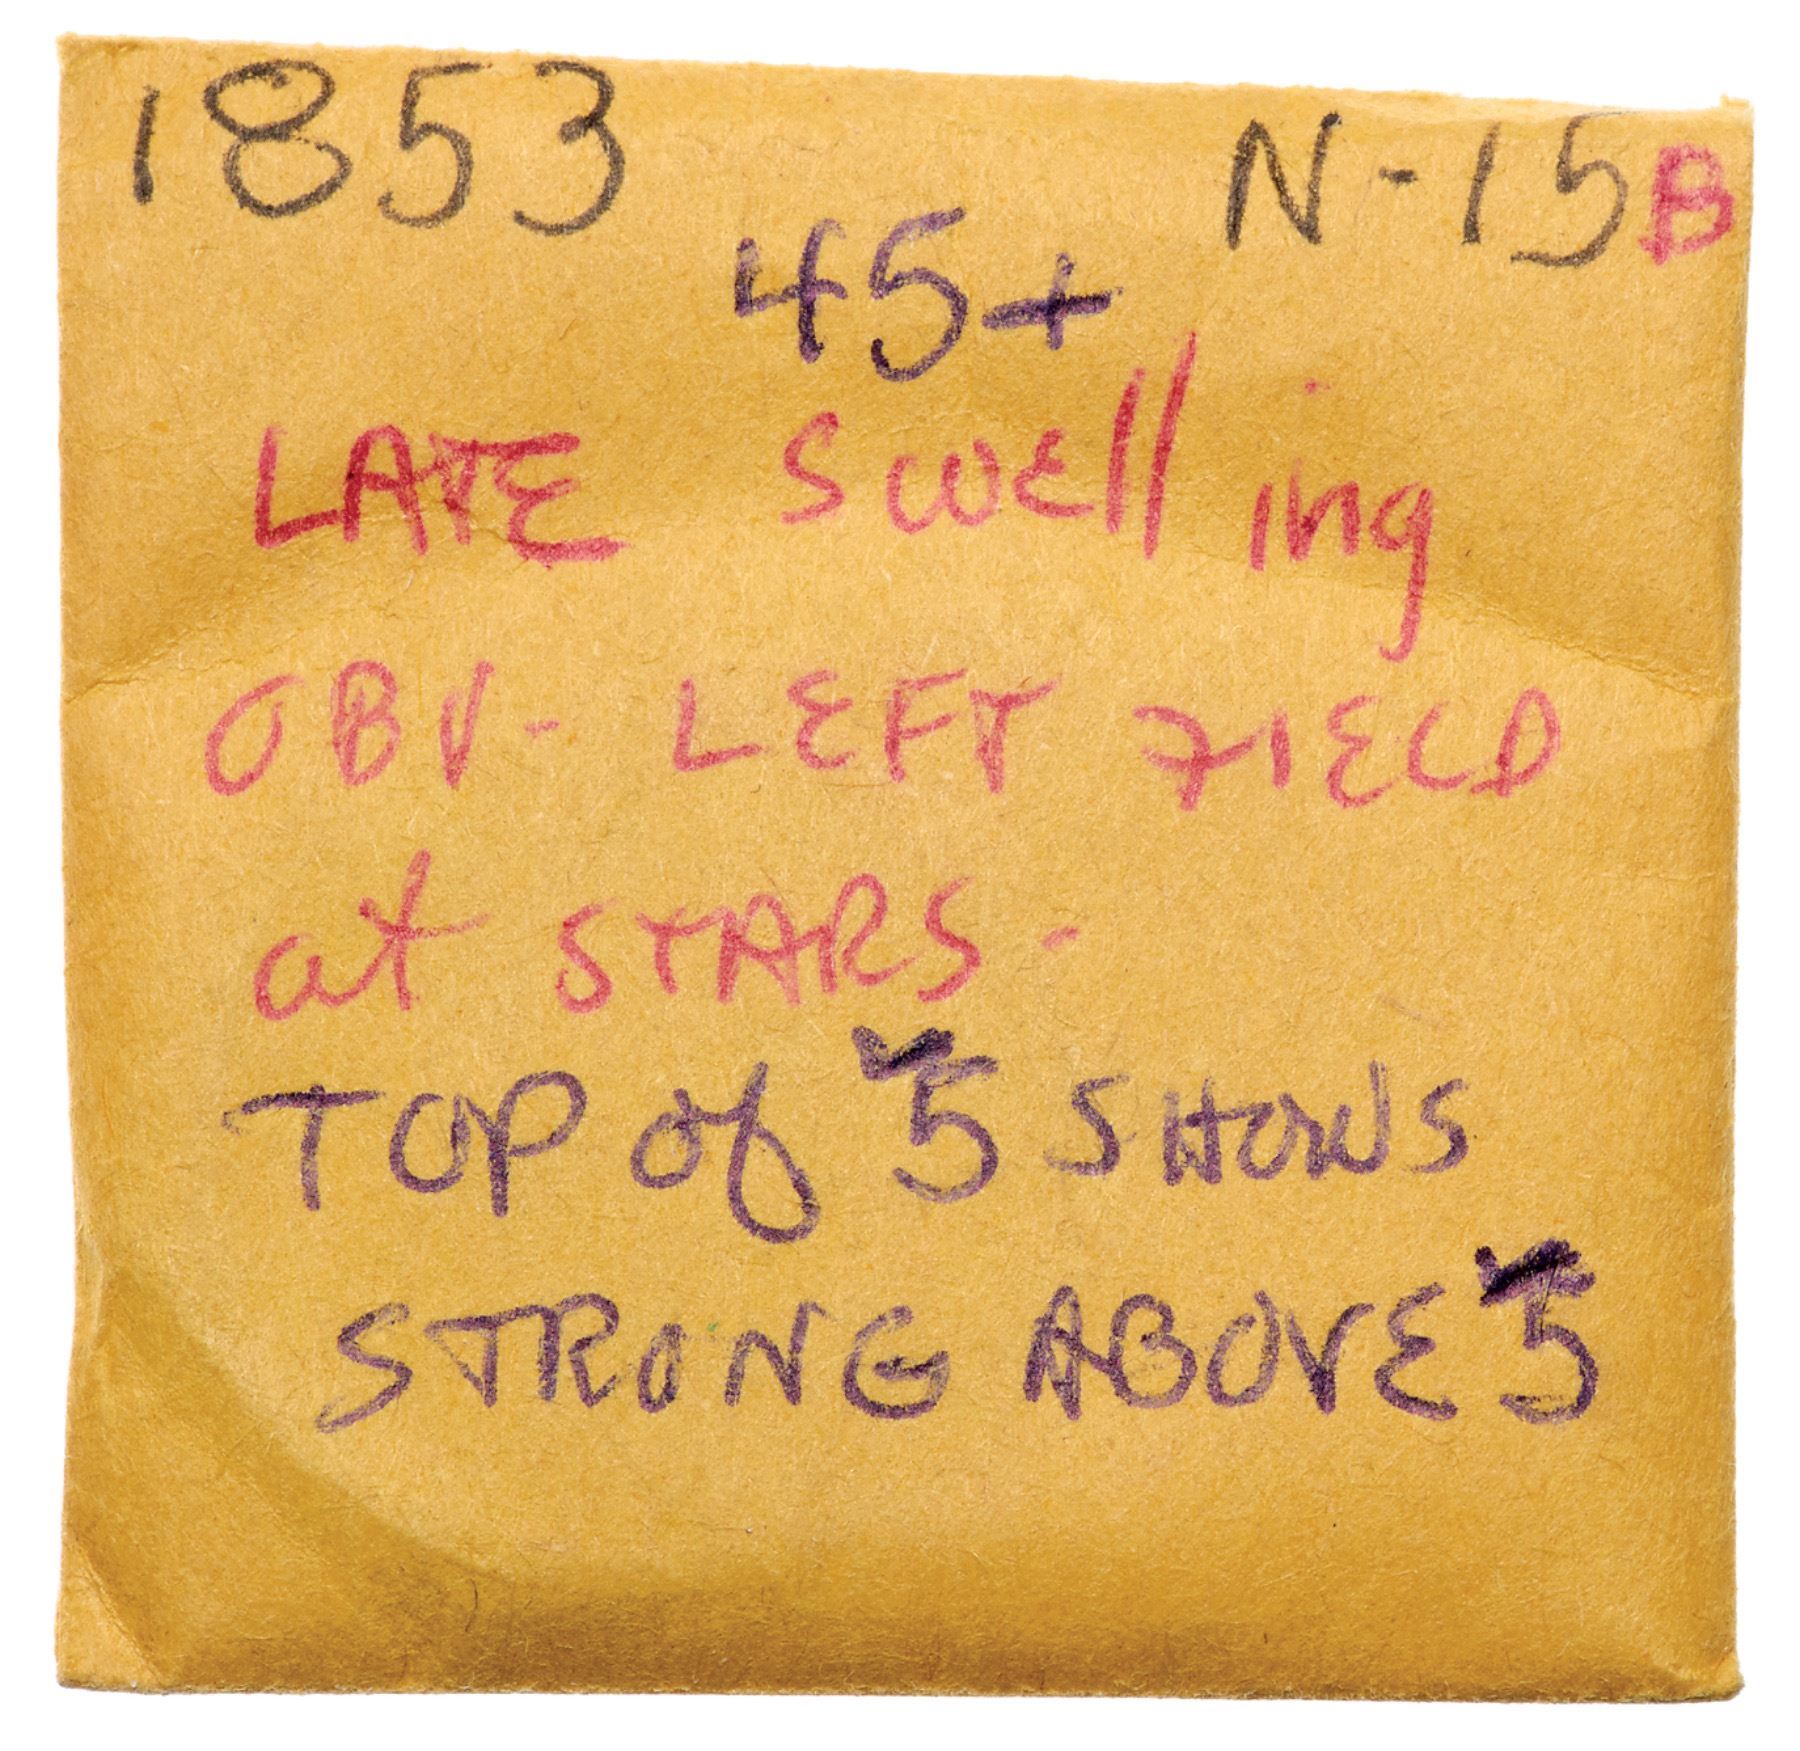 1853 N-15B
45+
LATE Swelling
OBV- LEFT FIELD
at STARS-
TOP of 5 SHOWS
STRONG ABOVE 5